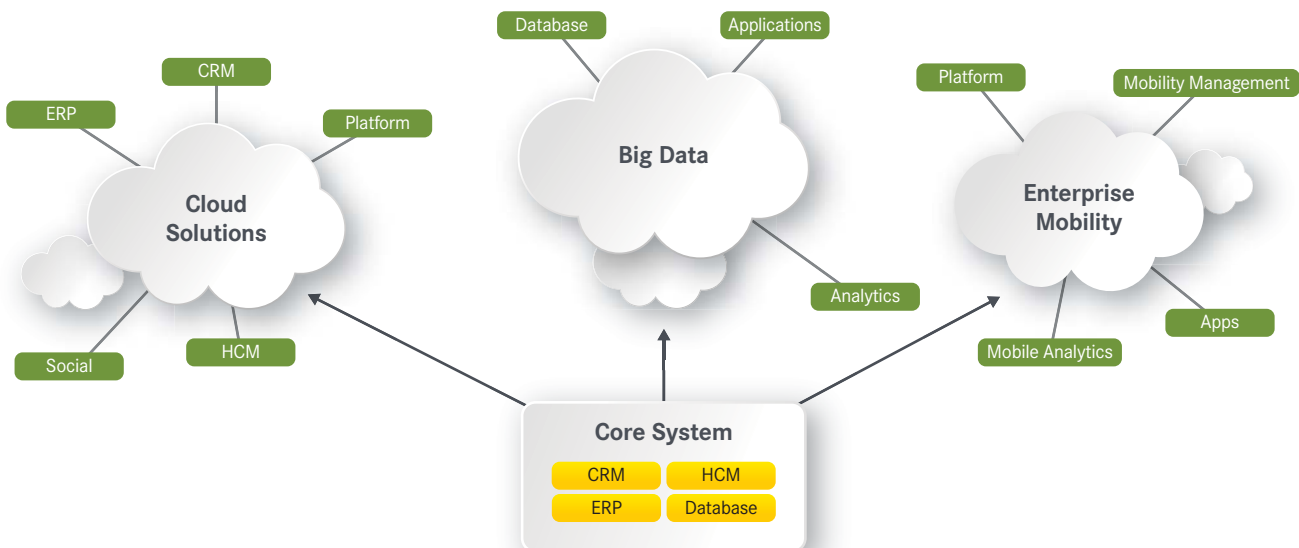 Database
Applications
CRM
Platform
Mobility Management
ERP
Platform
Big Data
Cloud
Solutions
Enterprise
Mobility
Analytics
Apps
Social
HCM
Mobile Analytics
Core System
CRM
HCM
ERP
Database